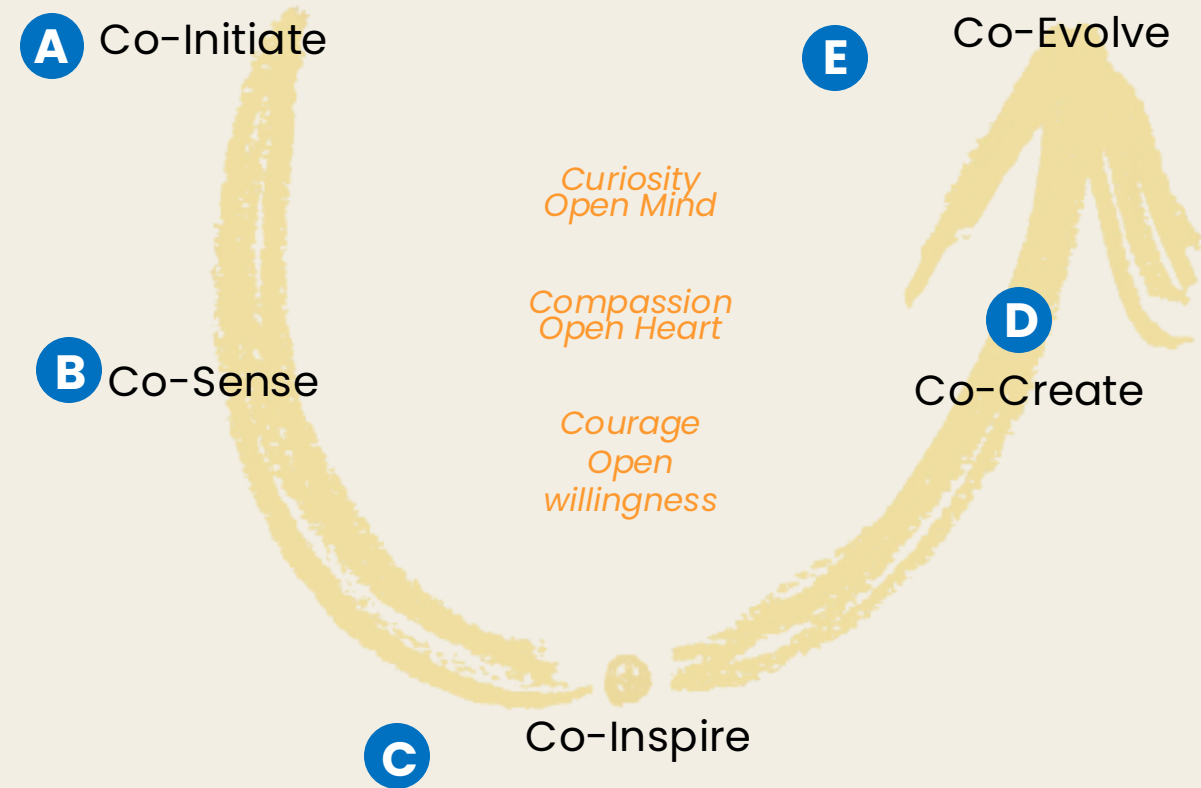 A Co-Initiate
E Co-Evolve
Curiosity
Open Mind
Compassion
Open Heart
D
B Co-Sense
Co-Create
Courage
Open
willingness
Co-Inspire
C